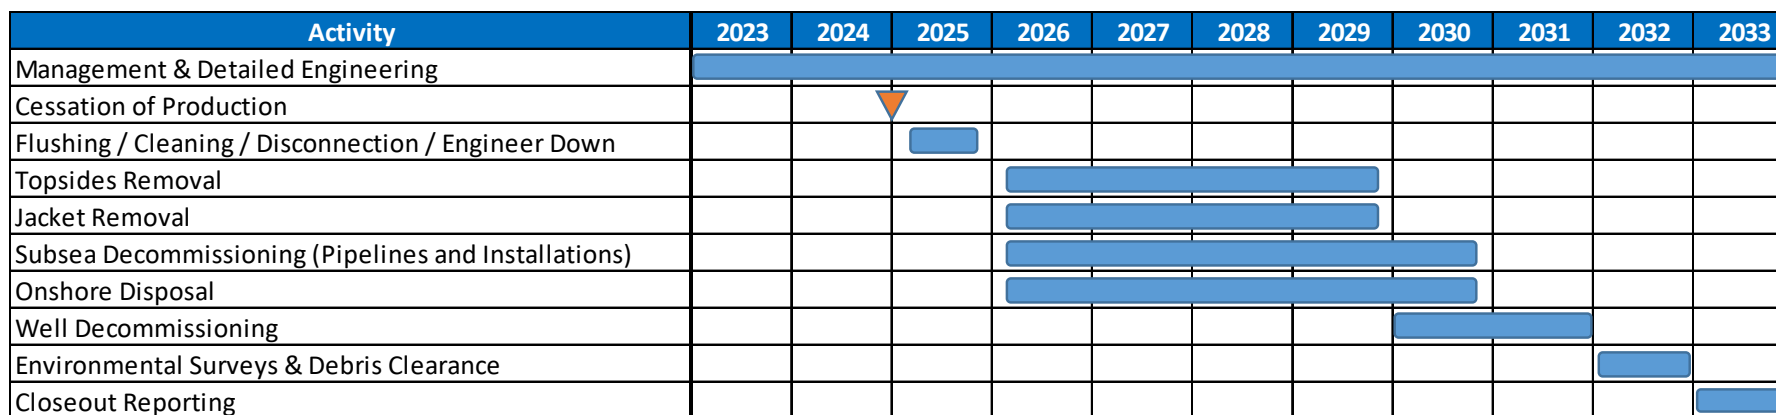 Activity 2023 2024 2025 2026 2027 2028 2029 2030 2031 2032 2033
Management & Detailed Engineering
Cessation of Production
Flushing / Cleaning / Disconnection / Engineer Down
Topsides Removal
Jacket Removal
Subsea Decommissioning (Pipelines and Installations)
Onshore Disposal
Well Decommissioning
Environmental Surveys & Debris Clearance
Closeout Reporting